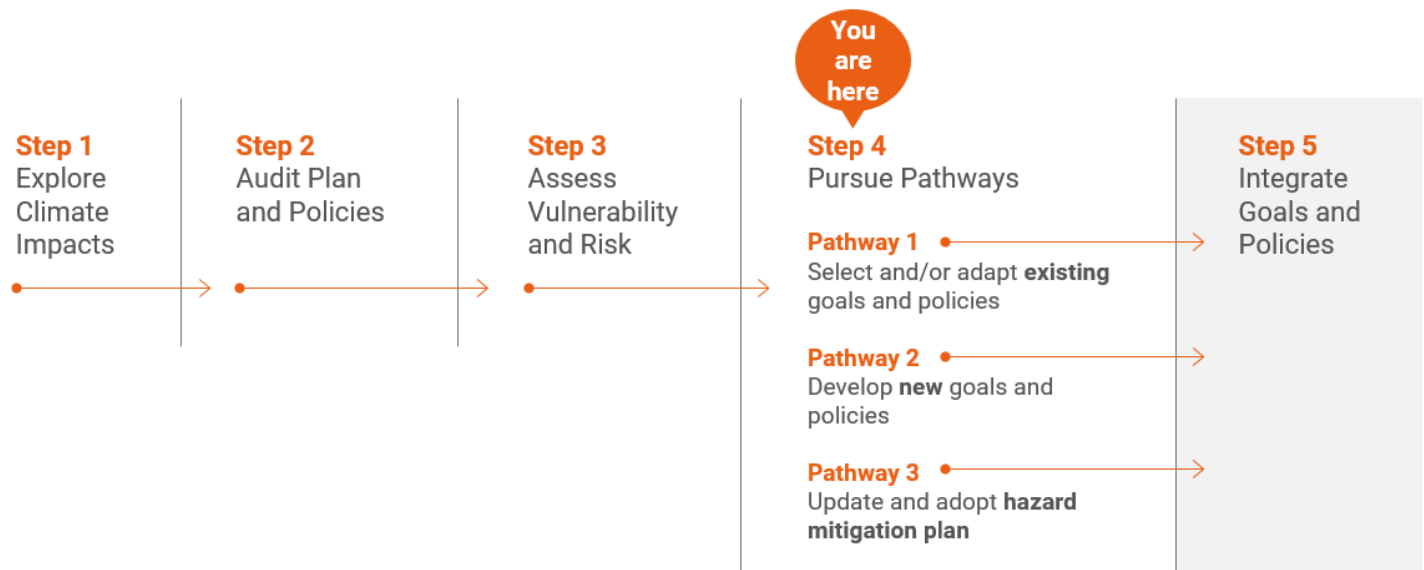 You
are
here
Step 1
Explore
Climate
Impacts
Step 2
Audit Plan
and Policies
Step 3
Assess
Vulnerability
and Risk
Step 4
Pursue Pathways
Pathway 1
Select and/or adapt existing
goals and policies
Pathway 2
Develop new goals and
policies
Pathway 3
Update and adopt hazard
mitigation plan
Step 5
Integrate
Goals and
Policies